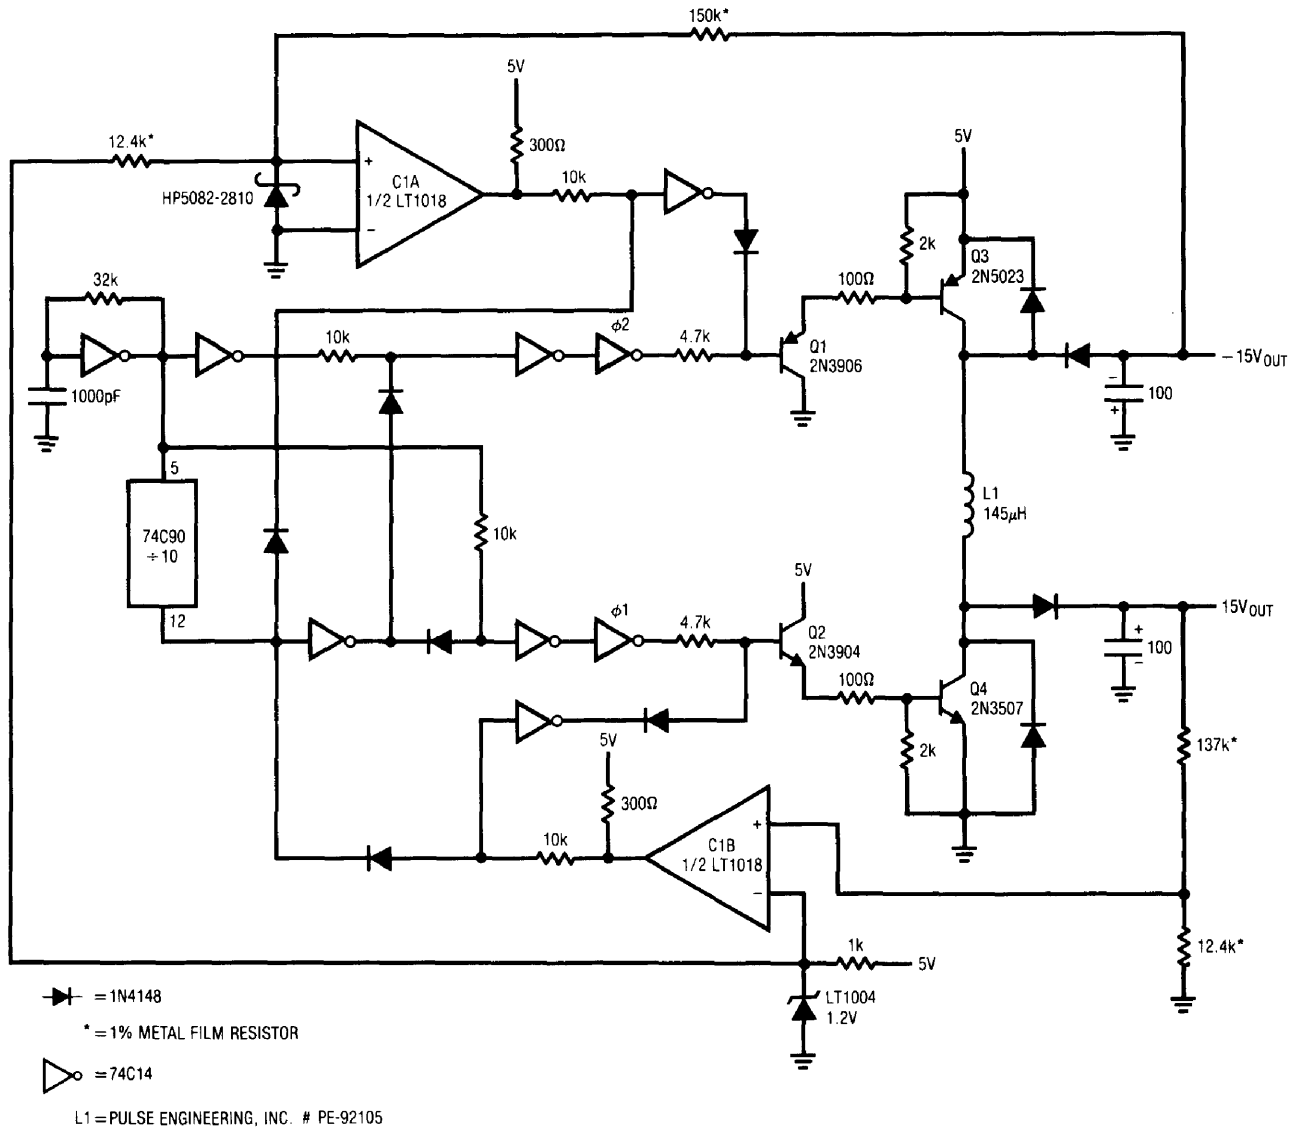 150k*
5V
12.4k*
300Ω
5V
C1A
1/2 LT1018
+
−
10k
HP5082-2810
2k
Q3
2N5023
32k
100Ω
ϕ2
10k
4.7k
Q1
2N3906
−15VOUT
1000pF
−
+
100
5
74C90
÷10
12
10k
L1
145μH
5V
ϕ1
4.7k
Q2
2N3904
15VOUT
+
−
100
100Ω
Q4
2N3507
5V
2k
137k*
300Ω
10k
C1B
1/2 LT1018
+
−
1k
5V
12.4k*
LT1004
1.2V
=1N4148
*=1% METAL FILM RESISTOR
=74C14
L1=PULSE ENGINEERING, INC. # PE-92105